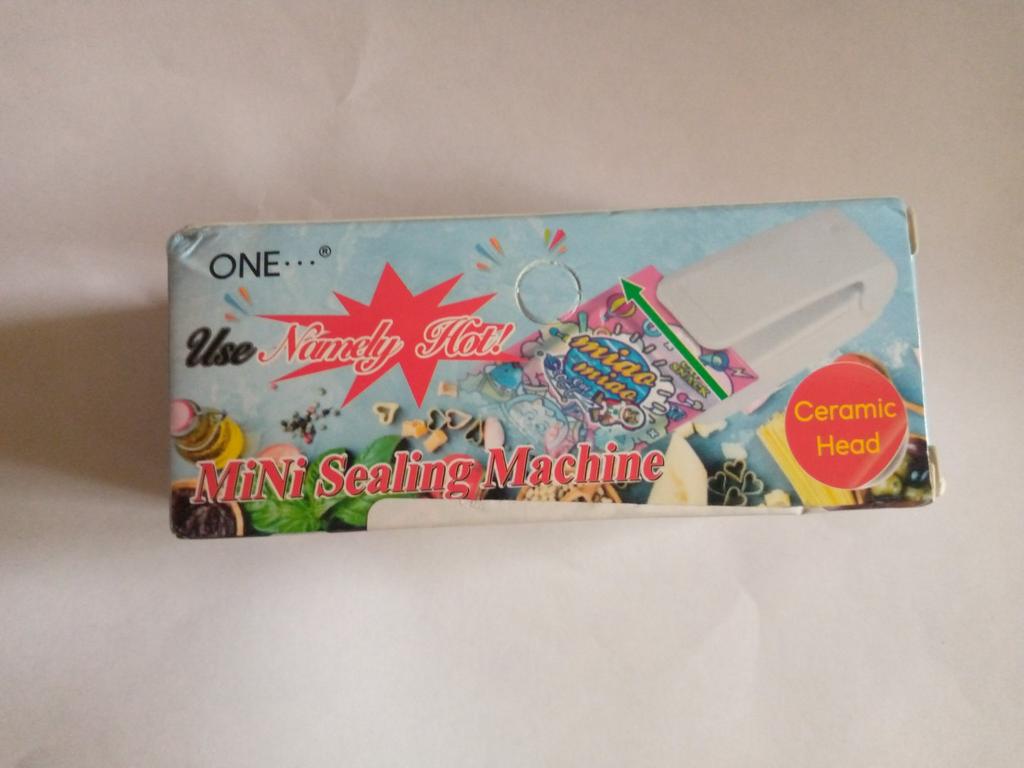 ONE···®
Use Namely Hot!
miao
miao
MiNi Sealing Machine
Ceramic
Head